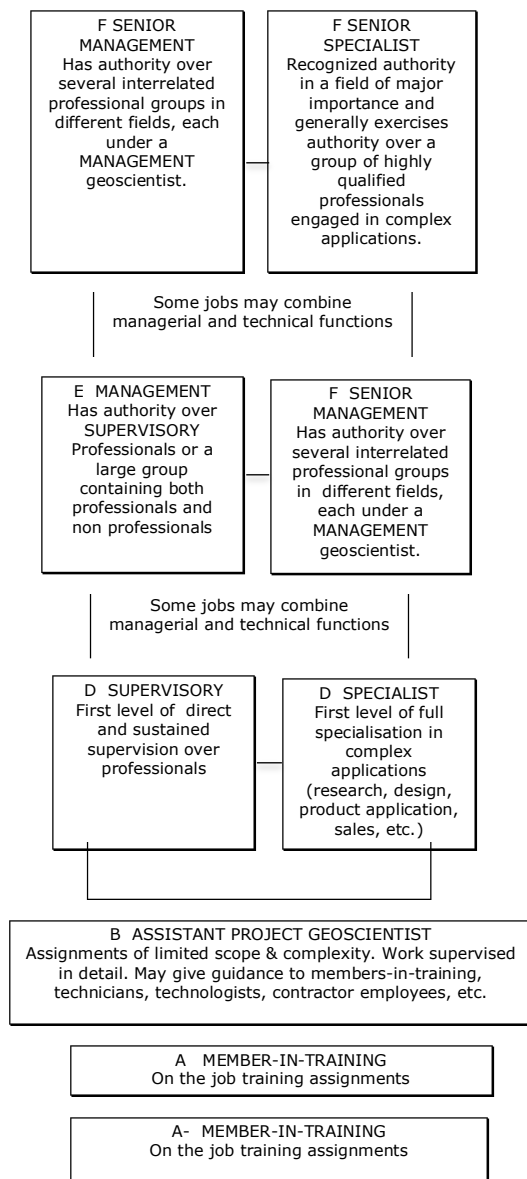 F SENIOR
MANAGEMENT
Has authority over
several interrelated
professional groups in
different fields, each
under a
MANAGEMENT
geoscientist.
F SENIOR
SPECIALIST
Recognized authority
in a field of major
importance and
generally exercises
authority over a
group of highly
qualified
professionals
engaged in complex
applications.
Some jobs may combine
managerial and technical functions
E MANAGEMENT
Has authority over
SUPERVISORY
Professionals or a
large group
containing both
professionals and
non professionals
F SENIOR
MANAGEMENT
Has authority over
several interrelated
professional groups
in different fields,
each under a
MANAGEMENT
geoscientist.
Some jobs may combine
managerial and technical functions
D SUPERVISORY
First level of direct
and sustained
supervision over
professionals
D SPECIALIST
First level of full
specialisation in
complex
applications
(research, design,
product application,
sales, etc.)
B ASSISTANT PROJECT GEOSCIENTIST
Assignments of limited scope & complexity. Work supervised
in detail. May give guidance to members-in-training,
technicians, technologists, contractor employees, etc.
A MEMBER-IN-TRAINING
On the job training assignments
A- MEMBER-IN-TRAINING
On the job training assignments